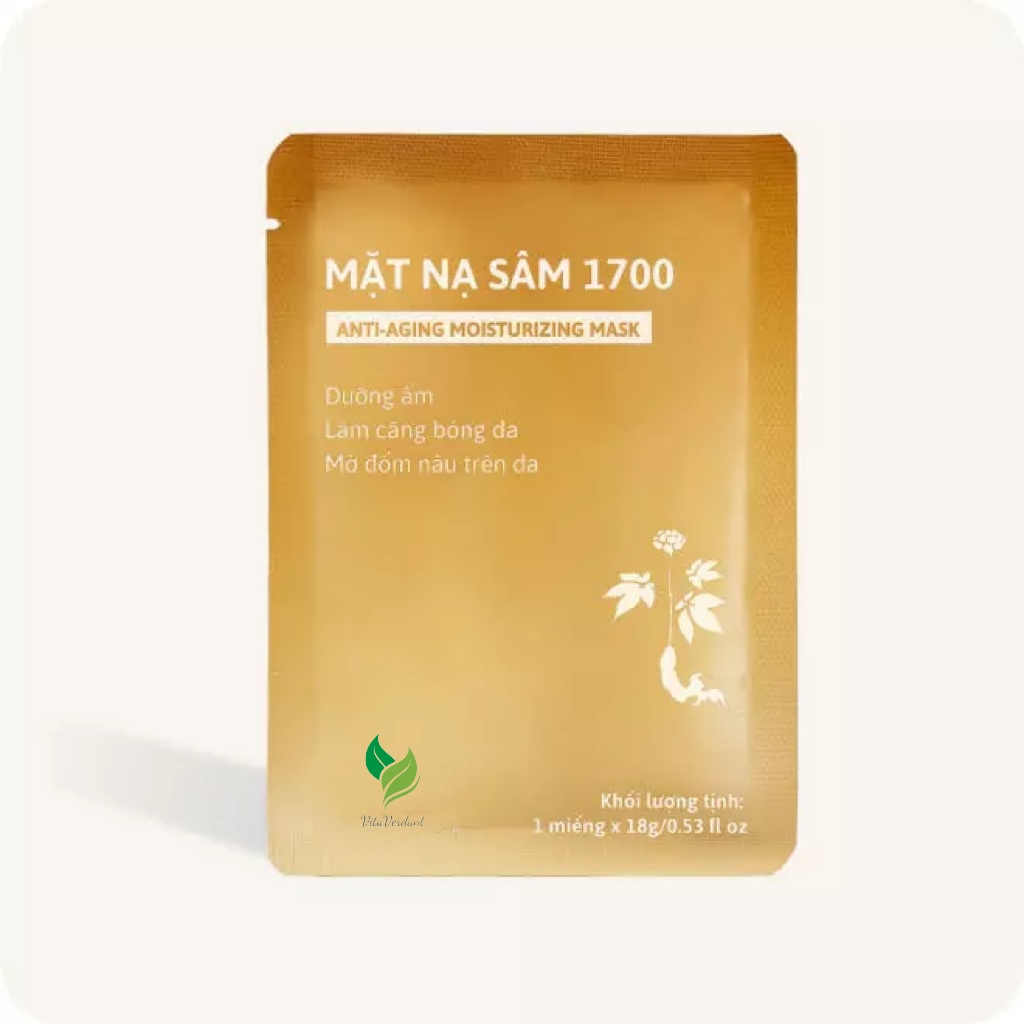 MẶT NẠ SÂM 1700
ANTI-AGING MOISTURIZING MASK
Dưỡng ẩm
Làm căng bóng da
Mờ đốm nâu trên da
VitaVerdant
Khối lượng tịnh:
1 miếng x 18g/0.53 fl oz